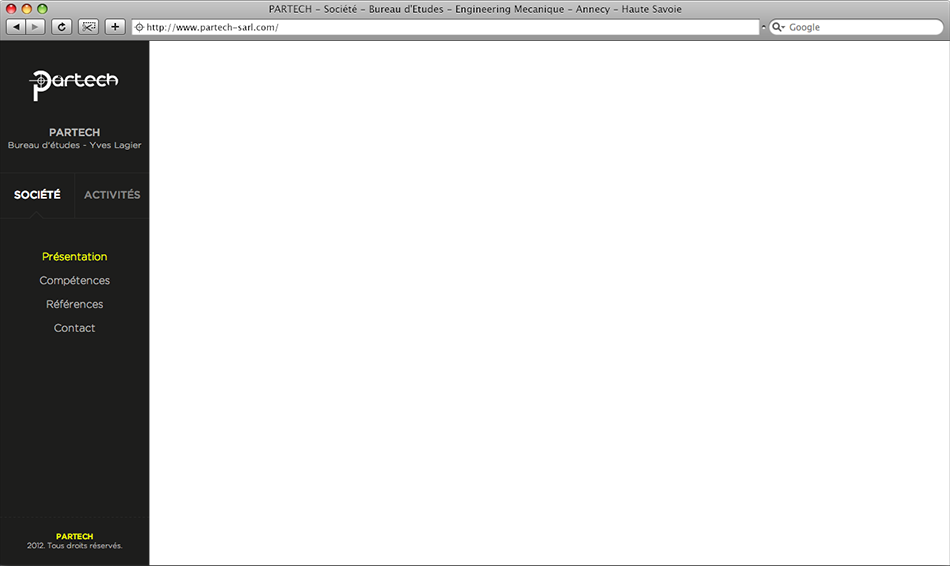 PARTECH - Société - Bureau d'Etudes - Engineering Mecanique - Annecy - Haute Savoie
http://www.partech-sarl.com/
Google
Partech
PARTECH
Bureau d'études - Yves Lagier
SOCIÉTÉ ACTIVITÉS
Présentation
Compétences
Références
Contact
PARTECH
2012. Tous droits réservés.